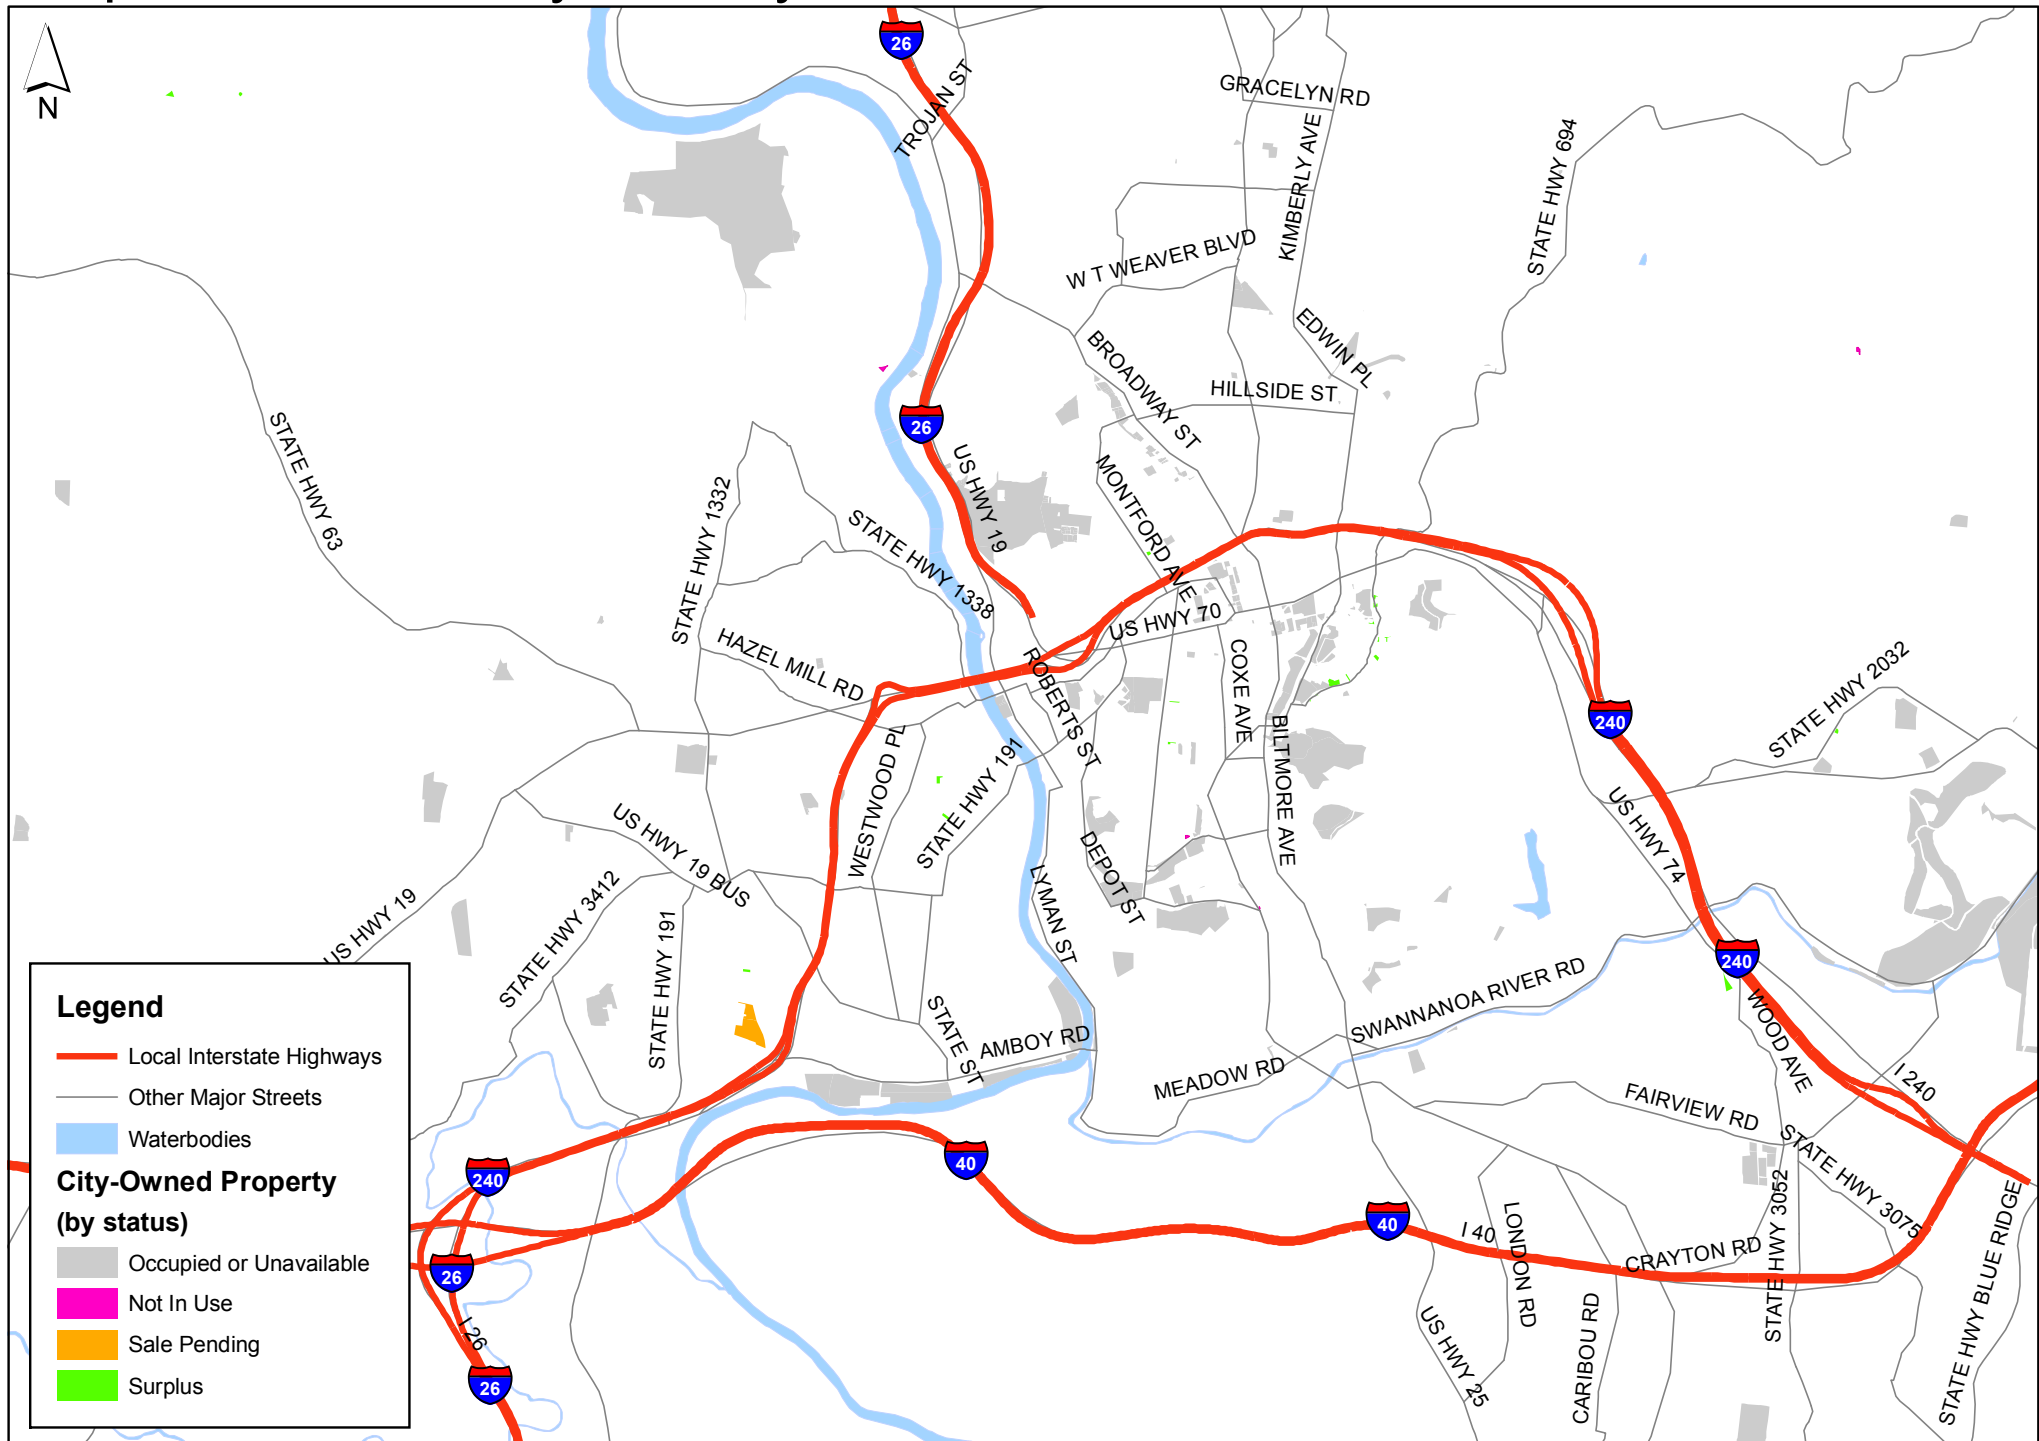 N
26
TROJAN ST
GRACELYN RD
KIMBERLY AVE
STATE HWY 694
W T WEAVER BLVD
EDWIN PL
BROADWAY ST
HILLSIDE ST
26
US HWY 19
STATE HWY 63
STATE HWY 1332
MONTFORD AVE
STATE HWY 1338
HAZEL MILL RD
US HWY 70
ROBERTS ST
COXE AVE
240
STATE HWY 2032
WESTWOOD PL
STATE HWY 191
BILTMORE AVE
US HWY 19 BUS
DEPOT ST
US HWY 74
LYMAN ST
US HWY 19
STATE HWY 3412
STATE HWY 191
240
SWANNANOA RIVER RD
WOOD AVE
STATE ST
AMBOY RD
MEADOW RD
FAIRVIEW RD
I 240
STATE HWY 3075
STATE HWY 3052
40
240
40
I 40
LONDON RD
CRAYTON RD
CARIBOU RD
US HWY 25
STATE HWY BLUE RIDGE
26
I 26
26
Legend
Local Interstate Highways
Other Major Streets
Waterbodies
City-Owned Property
(by status)
Occupied or Unavailable
Not In Use
Sale Pending
Surplus